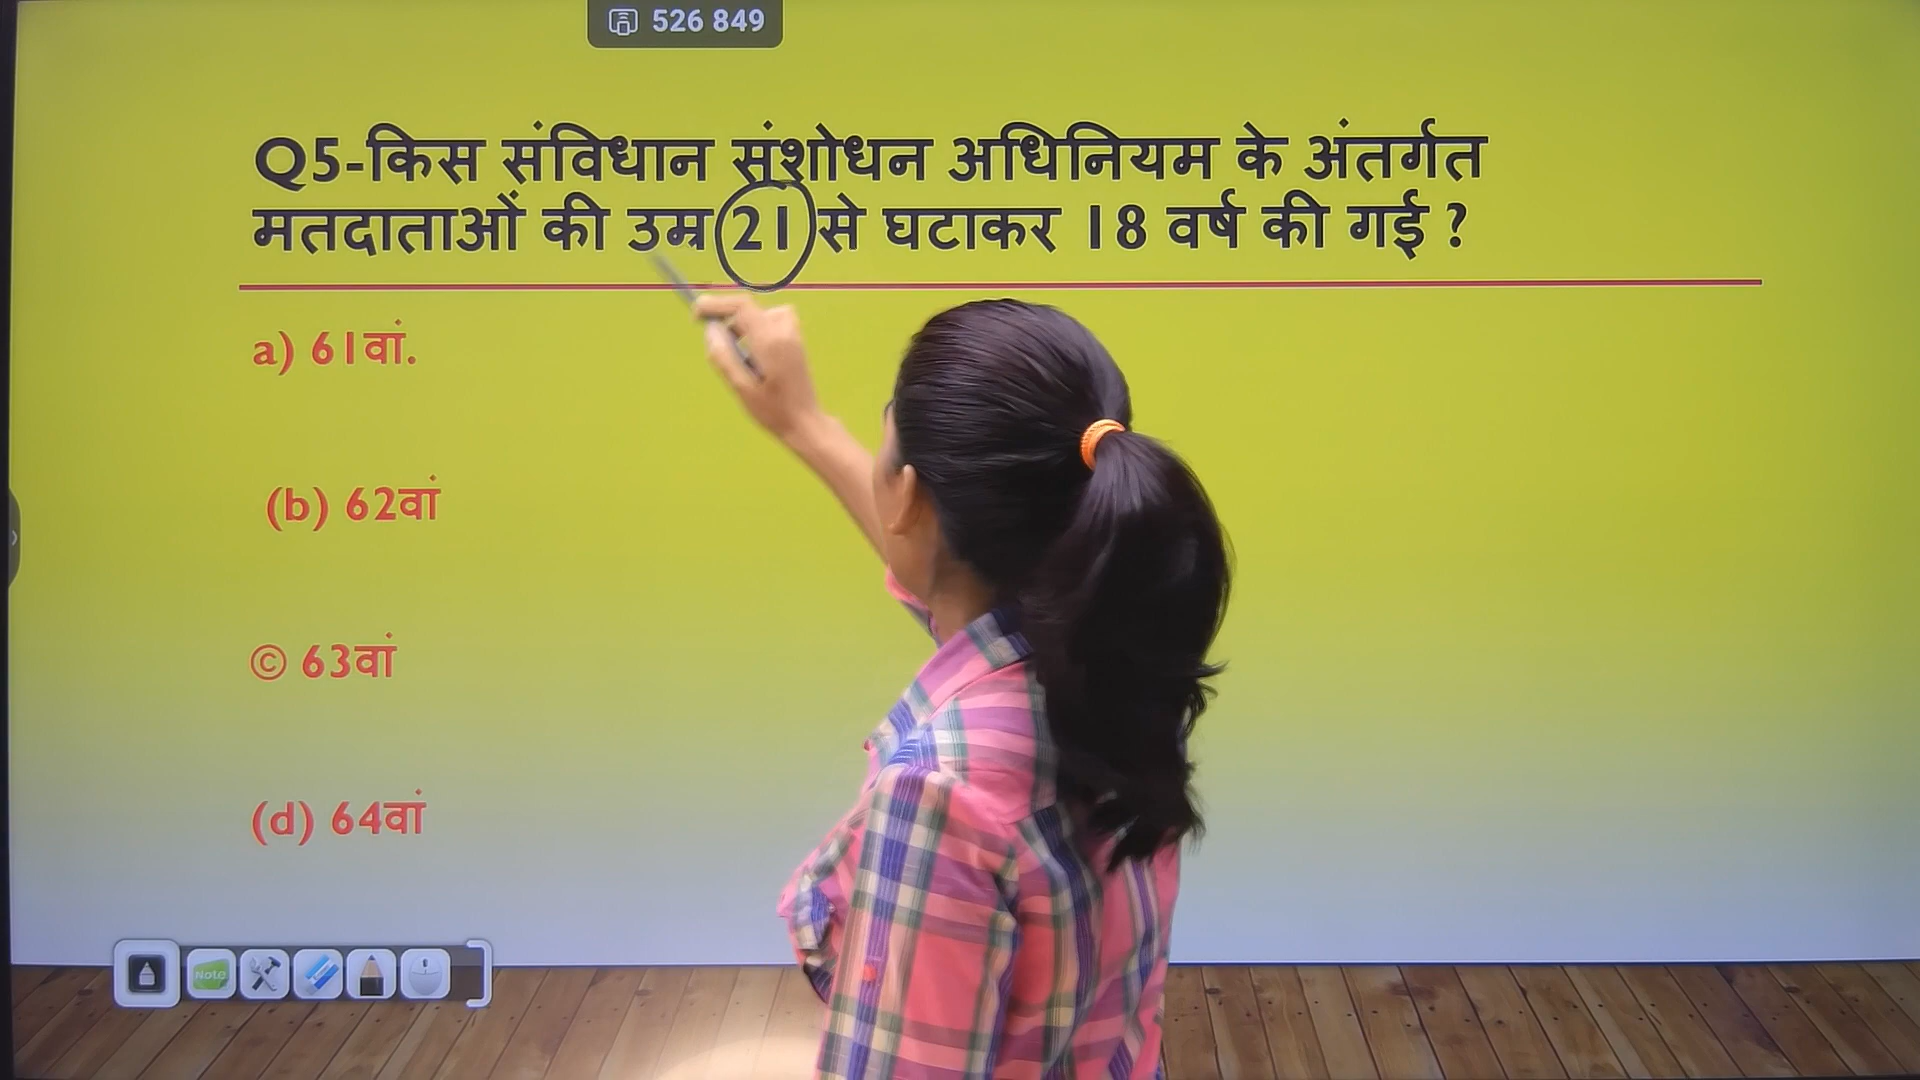 526 849
Q5-किस संविधान संशोधन अधिनियम के अंतर्गत
मतदाताओं की उम्र 21 से घटाकर 18 वर्ष की गई ?
a) 61वां.
(b) 62वां
© 63वां
(d) 64वां
Note